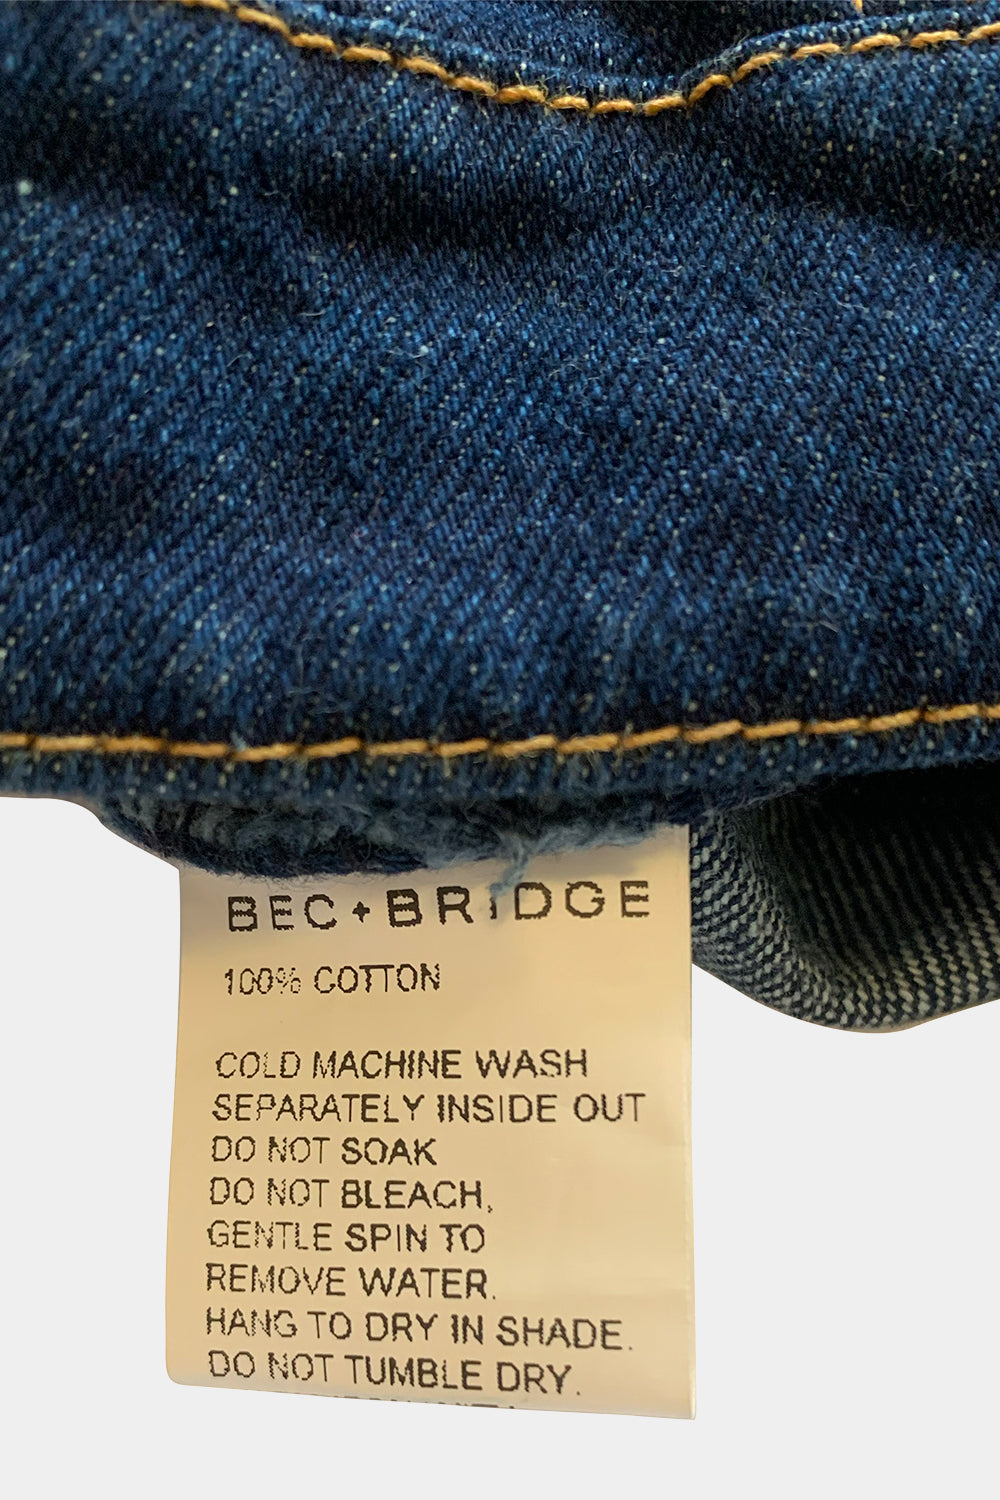 BEC+BRIDGE
100% COTTON
COLD MACHINE WASH
SEPARATELY INSIDE OUT
DO NOT SOAK
DO NOT BLEACH,
GENTLE SPIN TO
REMOVE WATER.
HANG TO DRY IN SHADE.
DO NOT TUMBLE DRY.